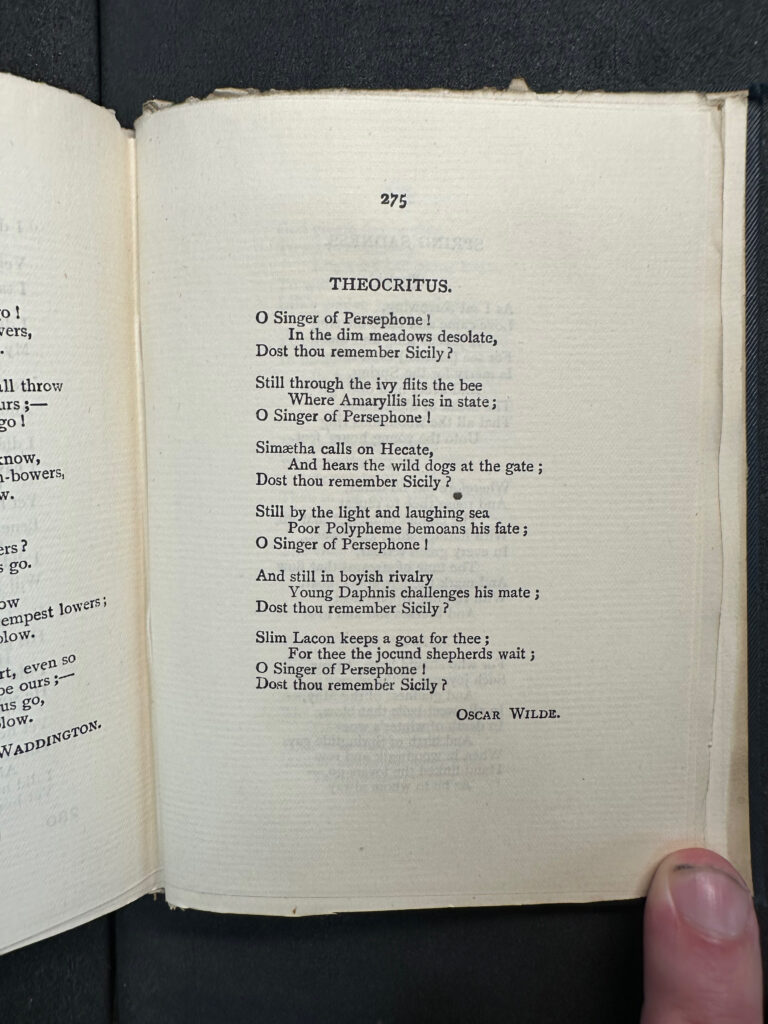 o !
vers,
.
all throw
urs ;—
go !
know,
n-bowers,
w.
ers ?
s go.
ow
empest lowers ;
blow.
rt, even so
be ours ;—
us go,
low.
WADDINGTON.
275
THEOCRITUS.
O Singer of Persephone !
In the dim meadows desolate,
Dost thou remember Sicily ?
Still through the ivy flits the bee
Where Amaryllis lies in state ;
O Singer of Persephone !
Simætha calls on Hecate,
And hears the wild dogs at the gate ;
Dost thou remember Sicily ?
Still by the light and laughing sea
Poor Polypheme bemoans his fate ;
O Singer of Persephone !
And still in boyish rivalry
Young Daphnis challenges his mate ;
Dost thou remember Sicily ?
Slim Lacon keeps a goat for thee ;
For thee the jocund shepherds wait ;
O Singer of Persephone !
Dost thou remember Sicily ?
OSCAR WILDE.